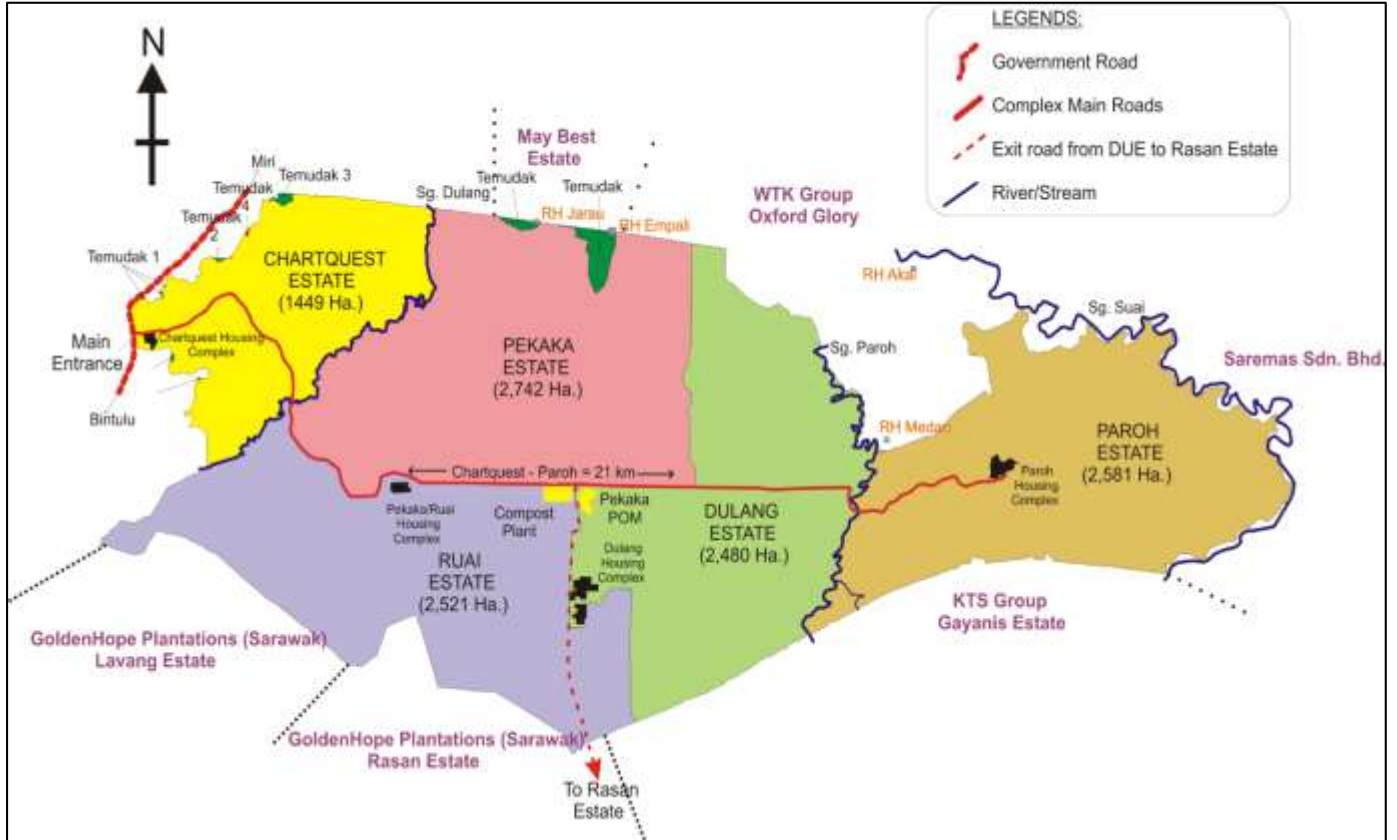 LEGENDS:
Government Road
Complex Main Roads
Exit road from DUE to Rasan Estate
River/Stream
N
May Best
Estate
Miri
Temudak 3
Temudak
4
Temudak
2
Temudak 1
Sg. Dulang
Temudak
Temudak
RH Jarau
RH Empali
WTK Group
Oxford Glory
RH Akai
Sg. Suai
Saremas Sdn. Bhd.
CHARTQUEST
ESTATE
(1449 Ha.)
Main
Entrance
Chartquest Housing
Complex
Bintulu
PEKAKA
ESTATE
(2,742 Ha.)
Sg. Paroh
RH Medan
PAROH
ESTATE
(2,581 Ha.)
Paroh
Housing
Complex
Chartquest - Paroh = 21 km
Pekaka/Ruai
Housing
Complex
Compost
Plant
Pekaka
POM
DULANG
ESTATE
(2,480 Ha.)
Dulang
Housing
Complex
RUAI
ESTATE
(2,521 Ha.)
KTS Group
Gayanis Estate
GoldenHope Plantations (Sarawak)
Lavang Estate
GoldenHope Plantations (Sarawak)
Rasan Estate
To Rasan
Estate